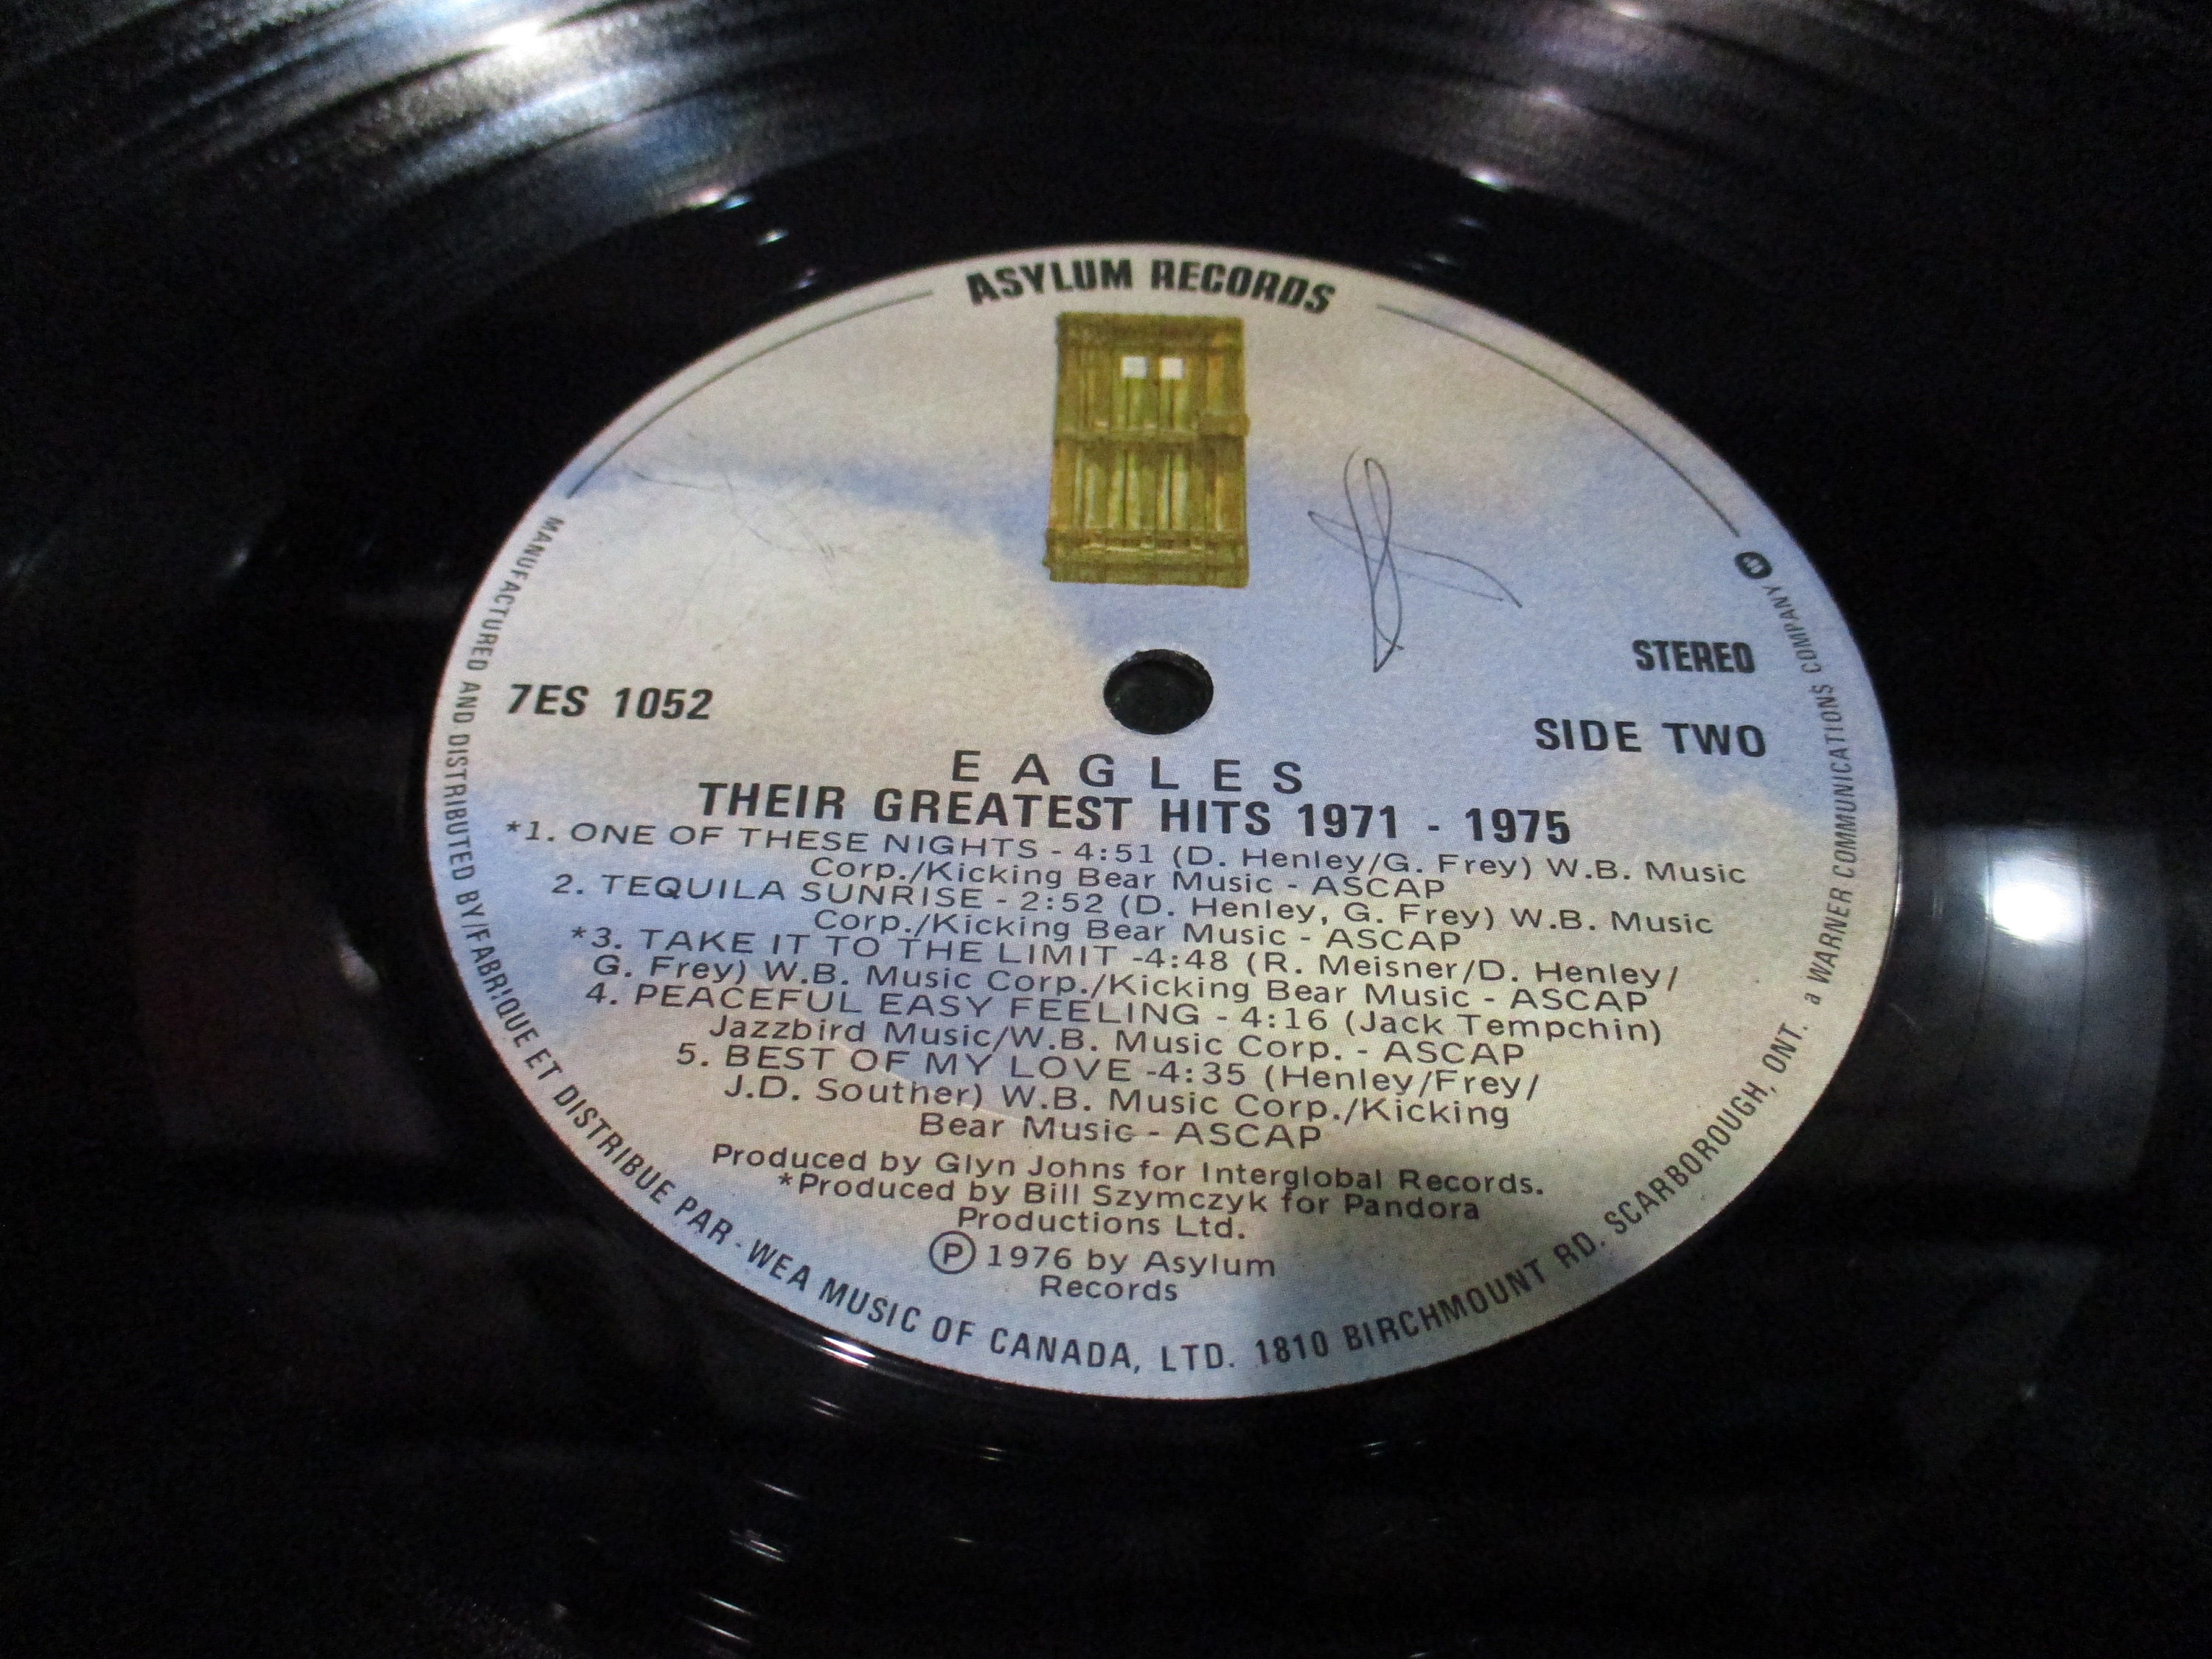 ASYLUM RECORDS
STEREO
7ES 1052
SIDE TWO
EAGLES
THEIR GREATEST HITS 1971 - 1975
*1. ONE OF THESE NIGHTS - 4:51 (D. Henley/G. Frey) W.B. Music
Corp./Kicking Bear Music - ASCAP
2. TEQUILA SUNRISE - 2:52 (D. Henley, G. Frey) W.B. Music
Corp./Kicking Bear Music - ASCAP
*3. TAKE IT TO THE LIMIT -4:48 (R. Meisner/D. Henley/
G. Frey) W.B. Music Corp./Kicking Bear Music - ASCAP
4. PEACEFUL EASY FEELING - 4:16 (Jack Tempchin)
Jazzbird Music/W.B. Music Corp. - ASCAP
5. BEST OF MY LOVE -4:35 (Henley/Frey/
J.D. Souther) W.B. Music Corp./Kicking
Bear Music - ASCAP
Produced by Glyn Johns for Interglobal Records.
*Produced by Bill Szymczyk for Pandora
Productions Ltd.
Ⓟ 1976 by Asylum
Records
MANUFACTURED AND DISTRIBUTED BY/FABRIQUE ET DISTRIBUE PAR - WEA MUSIC OF CANADA, LTD. 1810 BIRCHMOUNT RD. SCARBOROUGH, ONT. a WARNER COMMUNICATIONS COMPANY